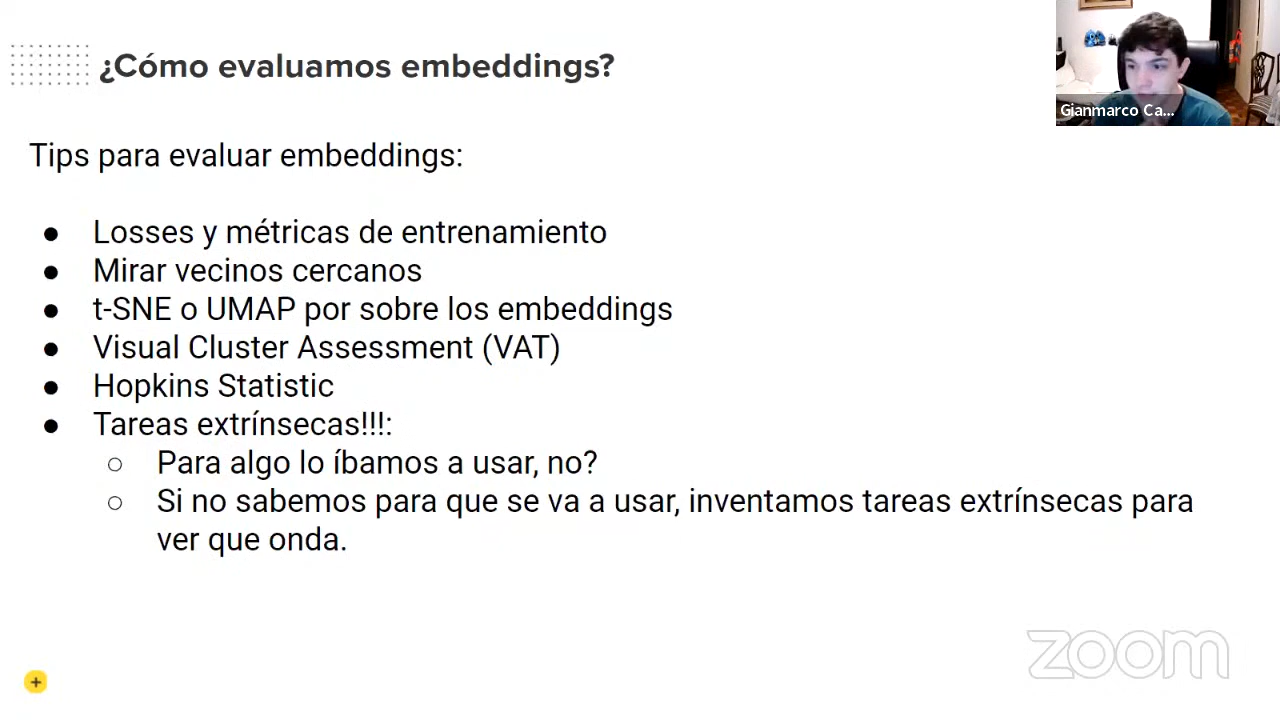 ¿Cómo evaluamos embeddings?
Gianmarco Ca...
Tips para evaluar embeddings:
● Losses y métricas de entrenamiento
● Mirar vecinos cercanos
● t-SNE o UMAP por sobre los embeddings
● Visual Cluster Assessment (VAT)
● Hopkins Statistic
● Tareas extrínsecas!!!:
○ Para algo lo íbamos a usar, no?
○ Si no sabemos para que se va a usar, inventamos tareas extrínsecas para
ver que onda.
zoom
+